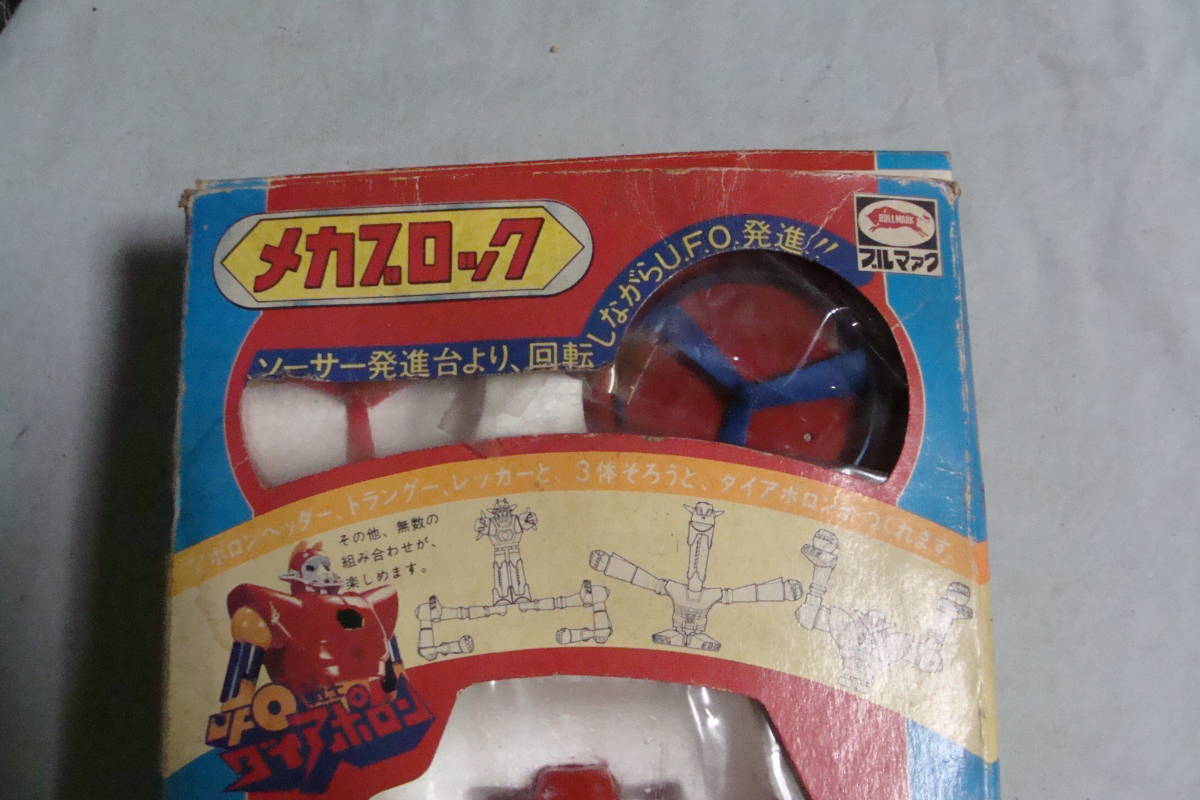 メカブロック
ソーサー発進台より、回転しながらU.F.O.発進!!
BULLMARK
ブルマァク
アポロンヘッダー、トラングー、レッガーと、3体そろうと、ダイアポロンがつくれます。
その他、無数の
組み合わせが、
楽しめます。
UFO戦士
ダイアポロン